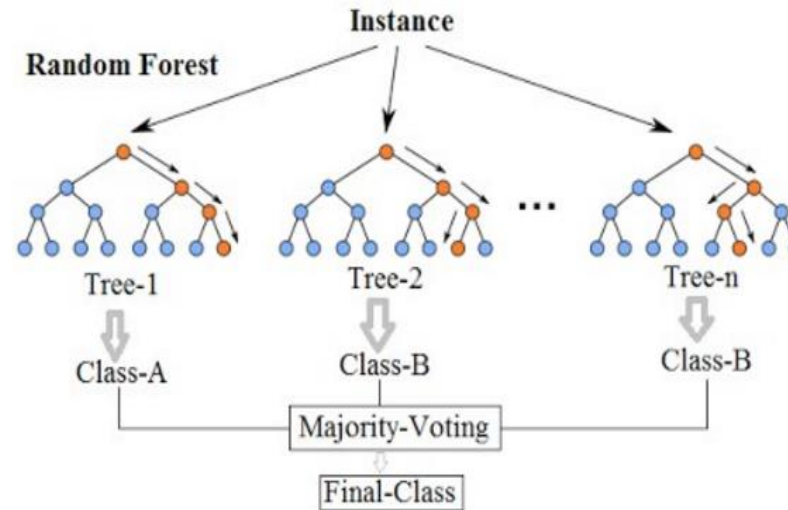 Instance
Random Forest
...
Tree-1
Tree-2
Tree-n
Class-A
Class-B
Class-B
Majority-Voting
Final-Class